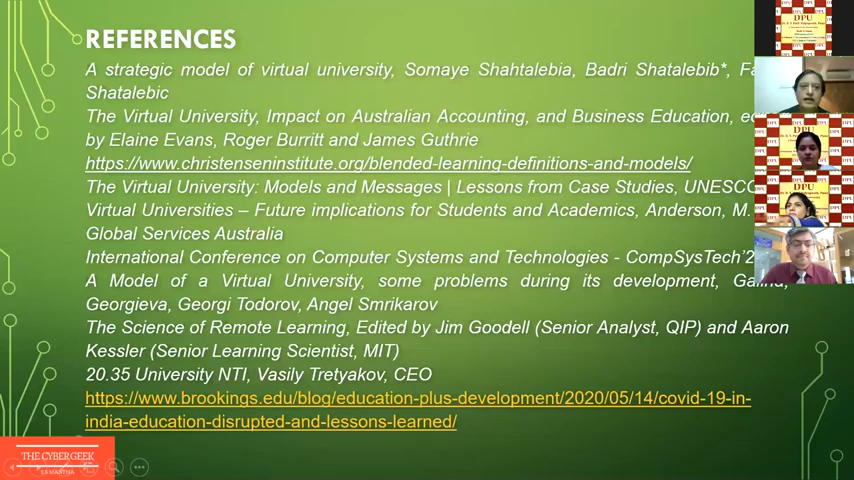 REFERENCES
A strategic model of virtual university, Somaye Shahtalebia, Badri Shatalebib*,
Shatalebic
The Virtual University, Impact on Australian Accounting, and Business Education,
by Elaine Evans, Roger Burritt and James Guthrie
https://www.christenseninstitute.org/blended-learning-definitions-and-models/
The Virtual University: Models and Messages | Lessons from Case Studies, UNESCO
Virtual Universities – Future implications for Students and Academics, Anderson, M.
Global Services Australia
International Conference on Computer Systems and Technologies - CompSysTech'2
A Model of a Virtual University, some problems during its development,
Georgieva, Georgi Todorov, Angel Smrikarov
The Science of Remote Learning, Edited by Jim Goodell (Senior Analyst, QIP) and Aaron
Kessler (Senior Learning Scientist, MIT)
20.35 University NTI, Vasily Tretyakov, CEO
https://www.brookings.edu/blog/education-plus-development/2020/05/14/covid-19-in-
india-education-disrupted-and-lessons-learned/
THE CYBERGEEK
DPU
DPU
DPU